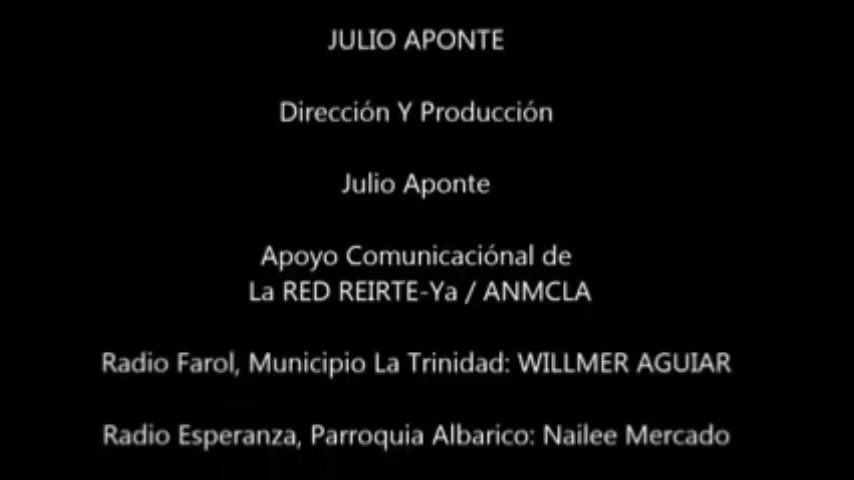 JULIO APONTE
Dirección Y Producción
Julio Aponte
Apoyo Comunicaciónal de
La RED REIRTE-Ya / ANMCLA
Radio Farol, Municipio La Trinidad: WILLMER AGUIAR
Radio Esperanza, Parroquia Albarico: Nailee Mercado